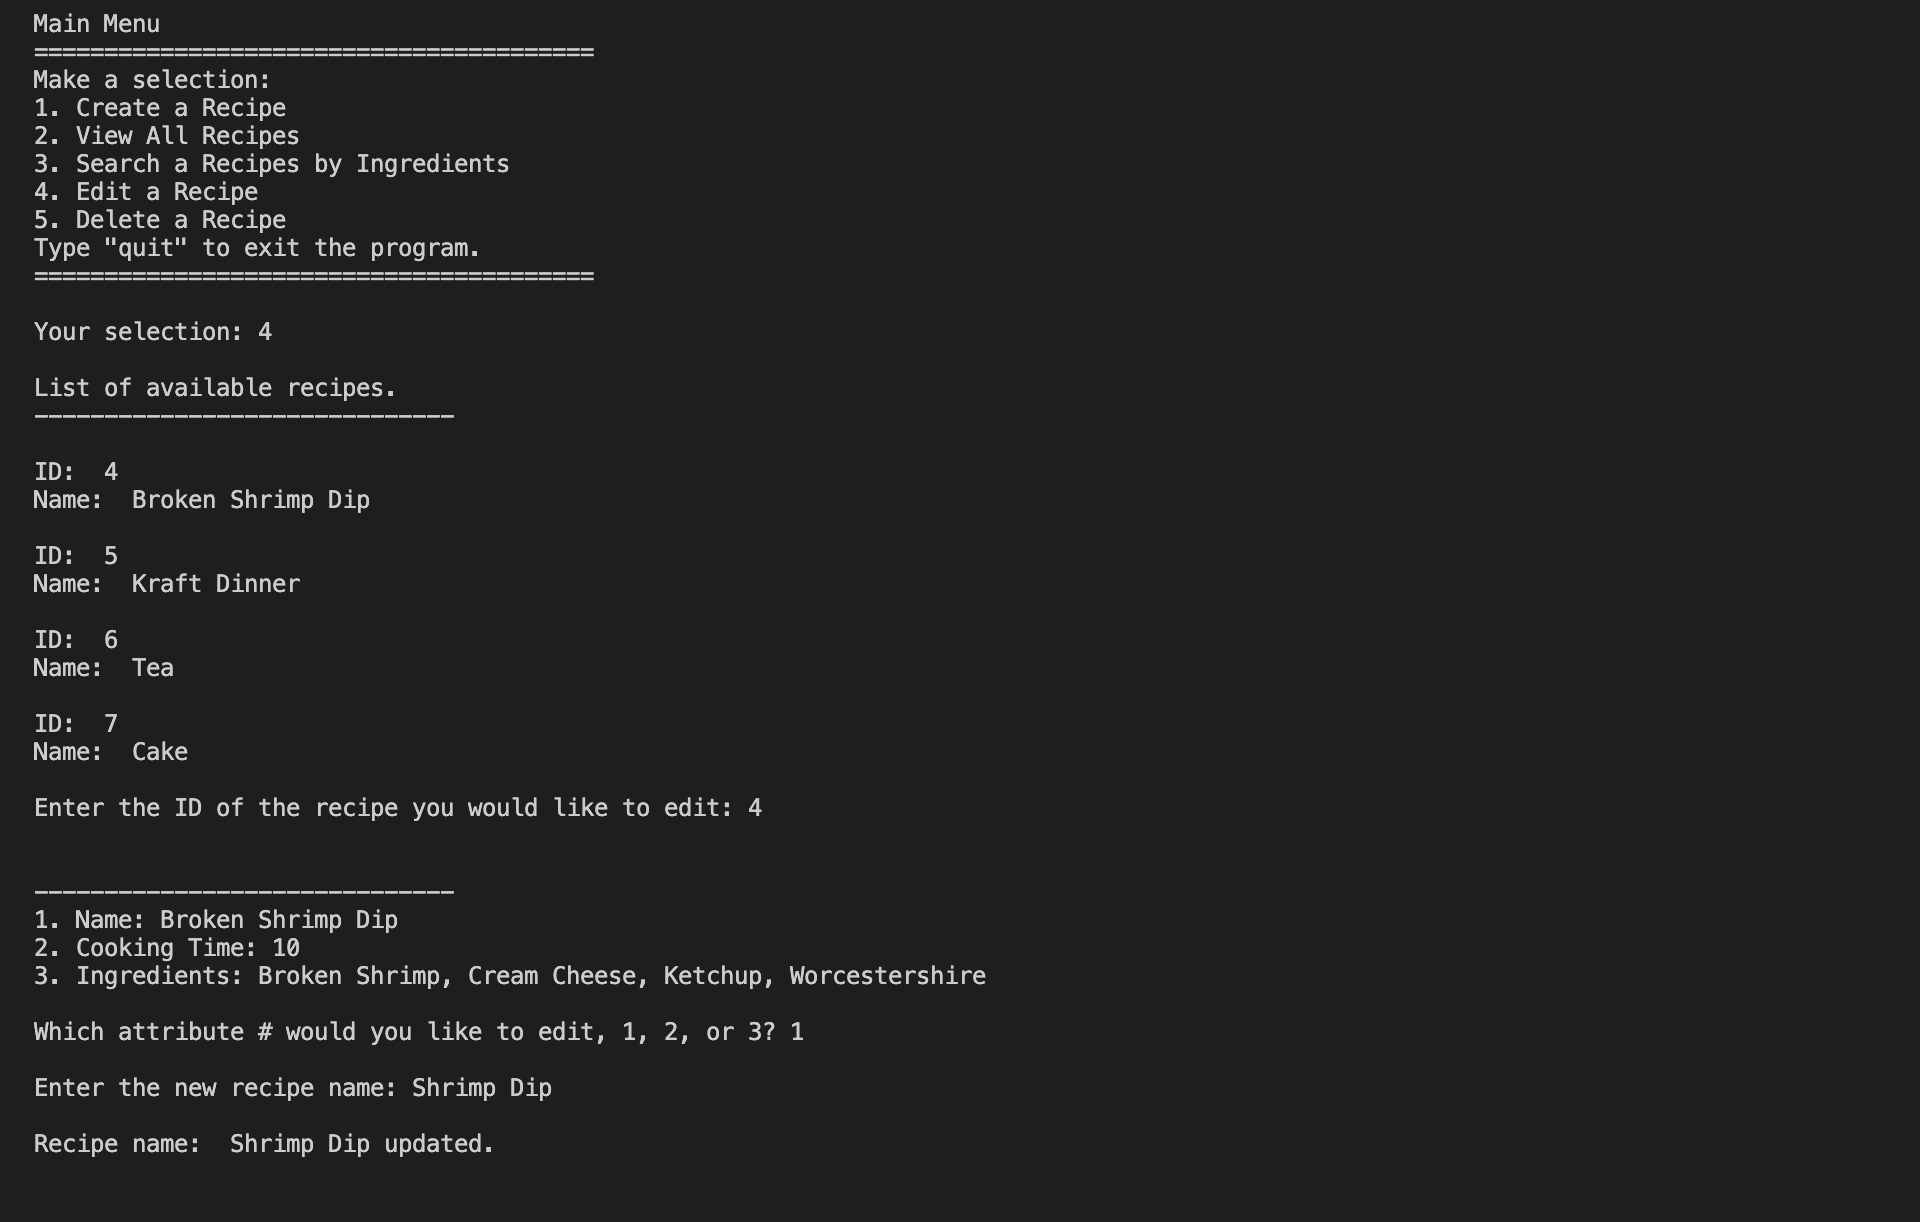 Main Menu
========================================
Make a selection:
1. Create a Recipe
2. View All Recipes
3. Search a Recipes by Ingredients
4. Edit a Recipe
5. Delete a Recipe
Type "quit" to exit the program.
========================================
Your selection: 4
List of available recipes.
------------------------------
ID:  4
Name:  Broken Shrimp Dip
ID:  5
Name:  Kraft Dinner
ID:  6
Name:  Tea
ID:  7
Name:  Cake
Enter the ID of the recipe you would like to edit: 4
------------------------------
1. Name: Broken Shrimp Dip
2. Cooking Time: 10
3. Ingredients: Broken Shrimp, Cream Cheese, Ketchup, Worcestershire
Which attribute # would you like to edit, 1, 2, or 3? 1
Enter the new recipe name: Shrimp Dip
Recipe name:  Shrimp Dip updated.